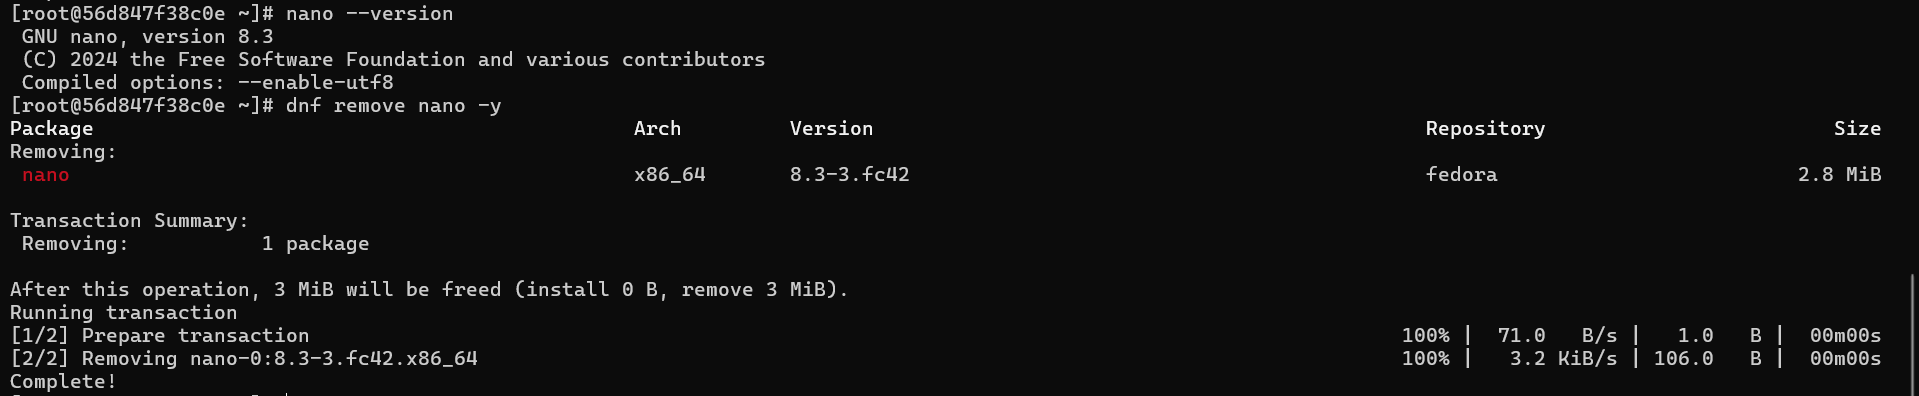 [root@56d847f38c0e ~]# nano --version
 GNU nano, version 8.3
 (C) 2024 the Free Software Foundation and various contributors
 Compiled options: --enable-utf8
[root@56d847f38c0e ~]# dnf remove nano -y
Package Arch Version Repository Size
Removing:
 nano x86_64 8.3-3.fc42 fedora 2.8 MiB

Transaction Summary:
 Removing: 1 package

After this operation, 3 MiB will be freed (install 0 B, remove 3 MiB).
Running transaction
[1/2] Prepare transaction 100% | 71.0 B/s | 1.0 B | 00m00s
[2/2] Removing nano-0:8.3-3.fc42.x86_64 100% | 3.2 KiB/s | 106.0 B | 00m00s
Complete!